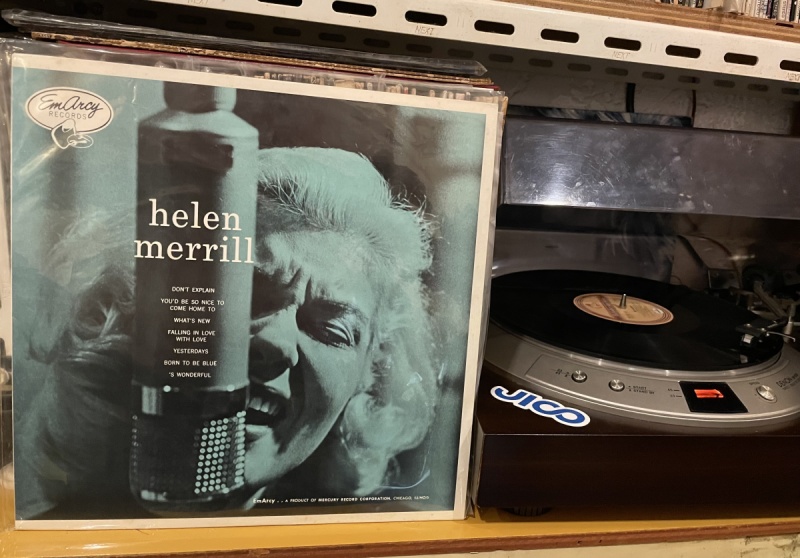 EmArcy
RECORDS
helen
merrill
DON'T EXPLAIN
YOU'D BE SO NICE TO
COME HOME TO
WHAT'S NEW
FALLING IN LOVE
WITH LOVE
YESTERDAYS
BORN TO BE BLUE
'S WONDERFUL
EmArcy . . A PRODUCT OF MERCURY RECORD CORPORATION, CHICAGO, ILLINOIS
JICO